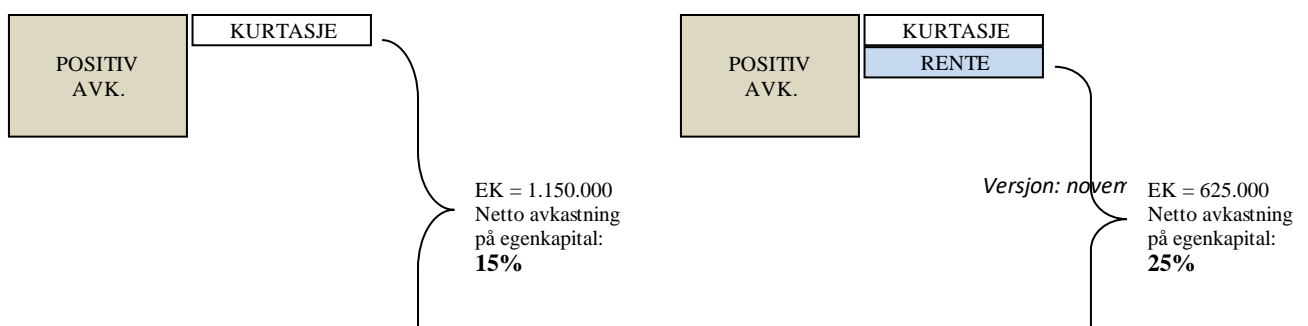 POSITIV
AVK.
KURTASJE
EK = 1.150.000
Netto avkastning
på egenkapital:
15%
POSITIV
AVK.
KURTASJE
RENTE
Versjon: novem
EK = 625.000
Netto avkastning
på egenkapital:
25%